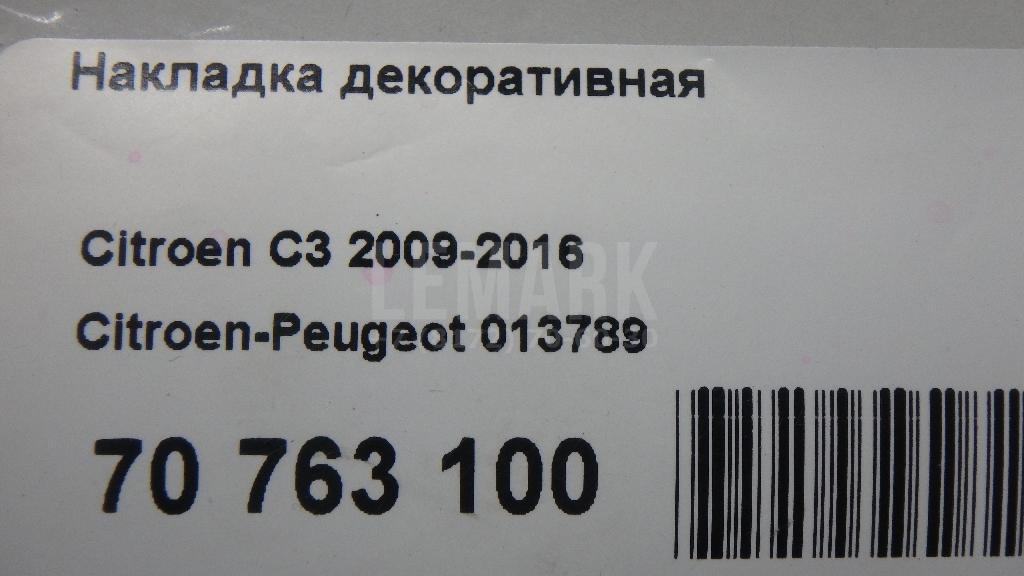 Накладка декоративная
Citroen C3 2009-2016
LEMARK
Citroen-Peugeot 013789
70 763 100